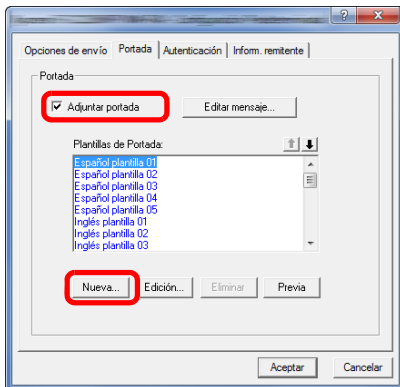 Opciones de envío Portada Autenticación Inform. remitente
Portada
Adjuntar portada Editar mensaje...
Plantillas de Portada:
Español plantilla 01
Español plantilla 02
Español plantilla 03
Español plantilla 04
Español plantilla 05
Inglés plantilla 01
Inglés plantilla 02
Inglés plantilla 03
Nueva... Edición... Eliminar Previa
Aceptar Cancelar